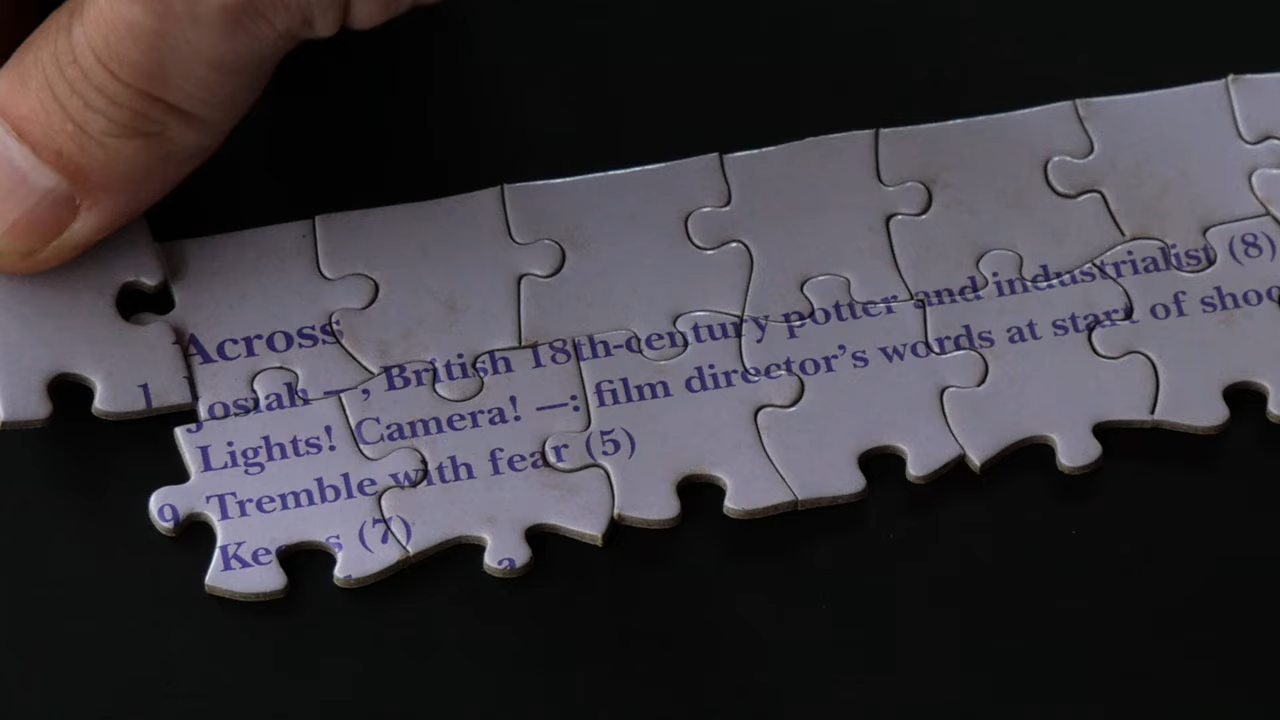 Across
1 Josiah —, British 18th-century potter and industrialist (8)
Lights! Camera! —: film director's words at start of shoo
9 Tremble with fear (5)
(7)
a